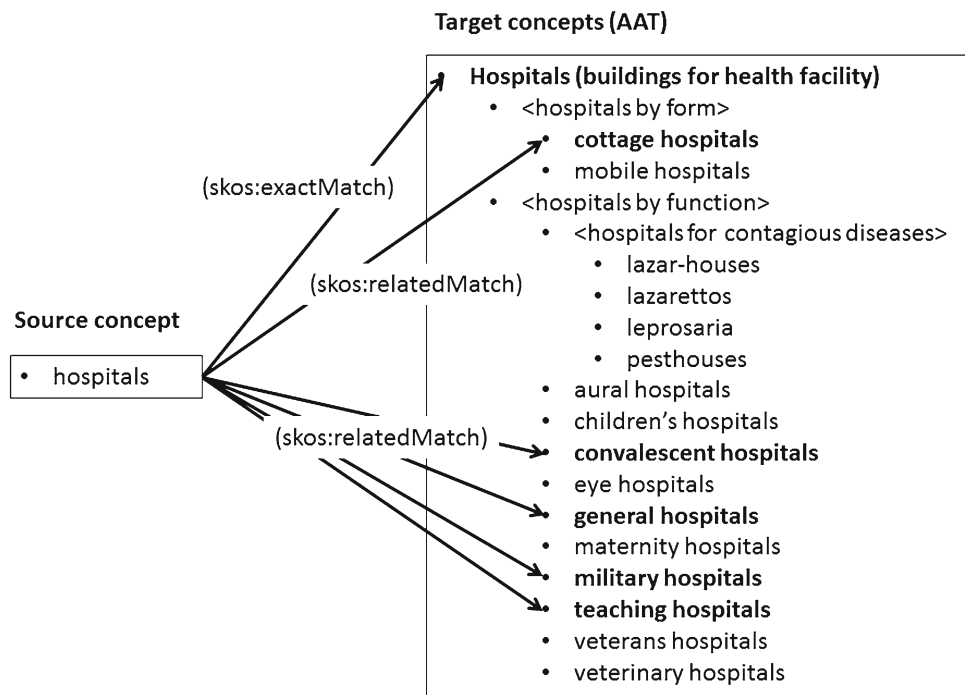 Target concepts (AAT)
• Hospitals (buildings for health facility)
• <hospitals by form>
• cottage hospitals
• mobile hospitals
(skos:exactMatch)
• <hospitals by function>
• <hospitals for contagious diseases>
• lazar-houses
(skos:relatedMatch)
• lazarettos
Source concept
• leprosaria
• pesthouses
• hospitals
• aural hospitals
• children’s hospitals
(skos:relatedMatch)
• convalescent hospitals
• eye hospitals
• general hospitals
• maternity hospitals
• military hospitals
• teaching hospitals
• veterans hospitals
• veterinary hospitals